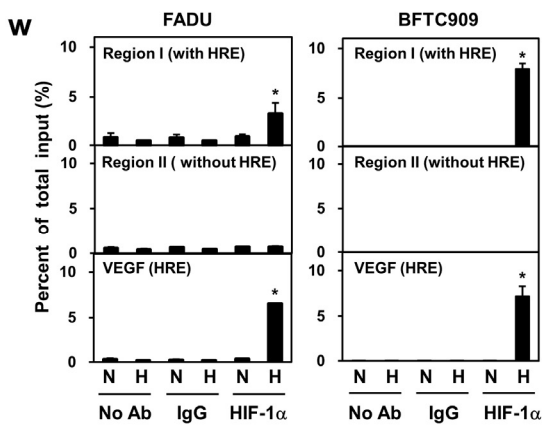 W
FADU
BFTC909
Percent of total input (%)
10
Region I (with HRE)
*
5
0
10
Region II ( without HRE)
5
0
10
VEGF (HRE)
*
5
0
N H N H N H
No Ab IgG HIF-1α
10
Region I (with HRE)
*
5
0
10
Region II (without HRE)
5
0
10
VEGF (HRE)
*
5
0
N H N H N H
No Ab IgG HIF-1α